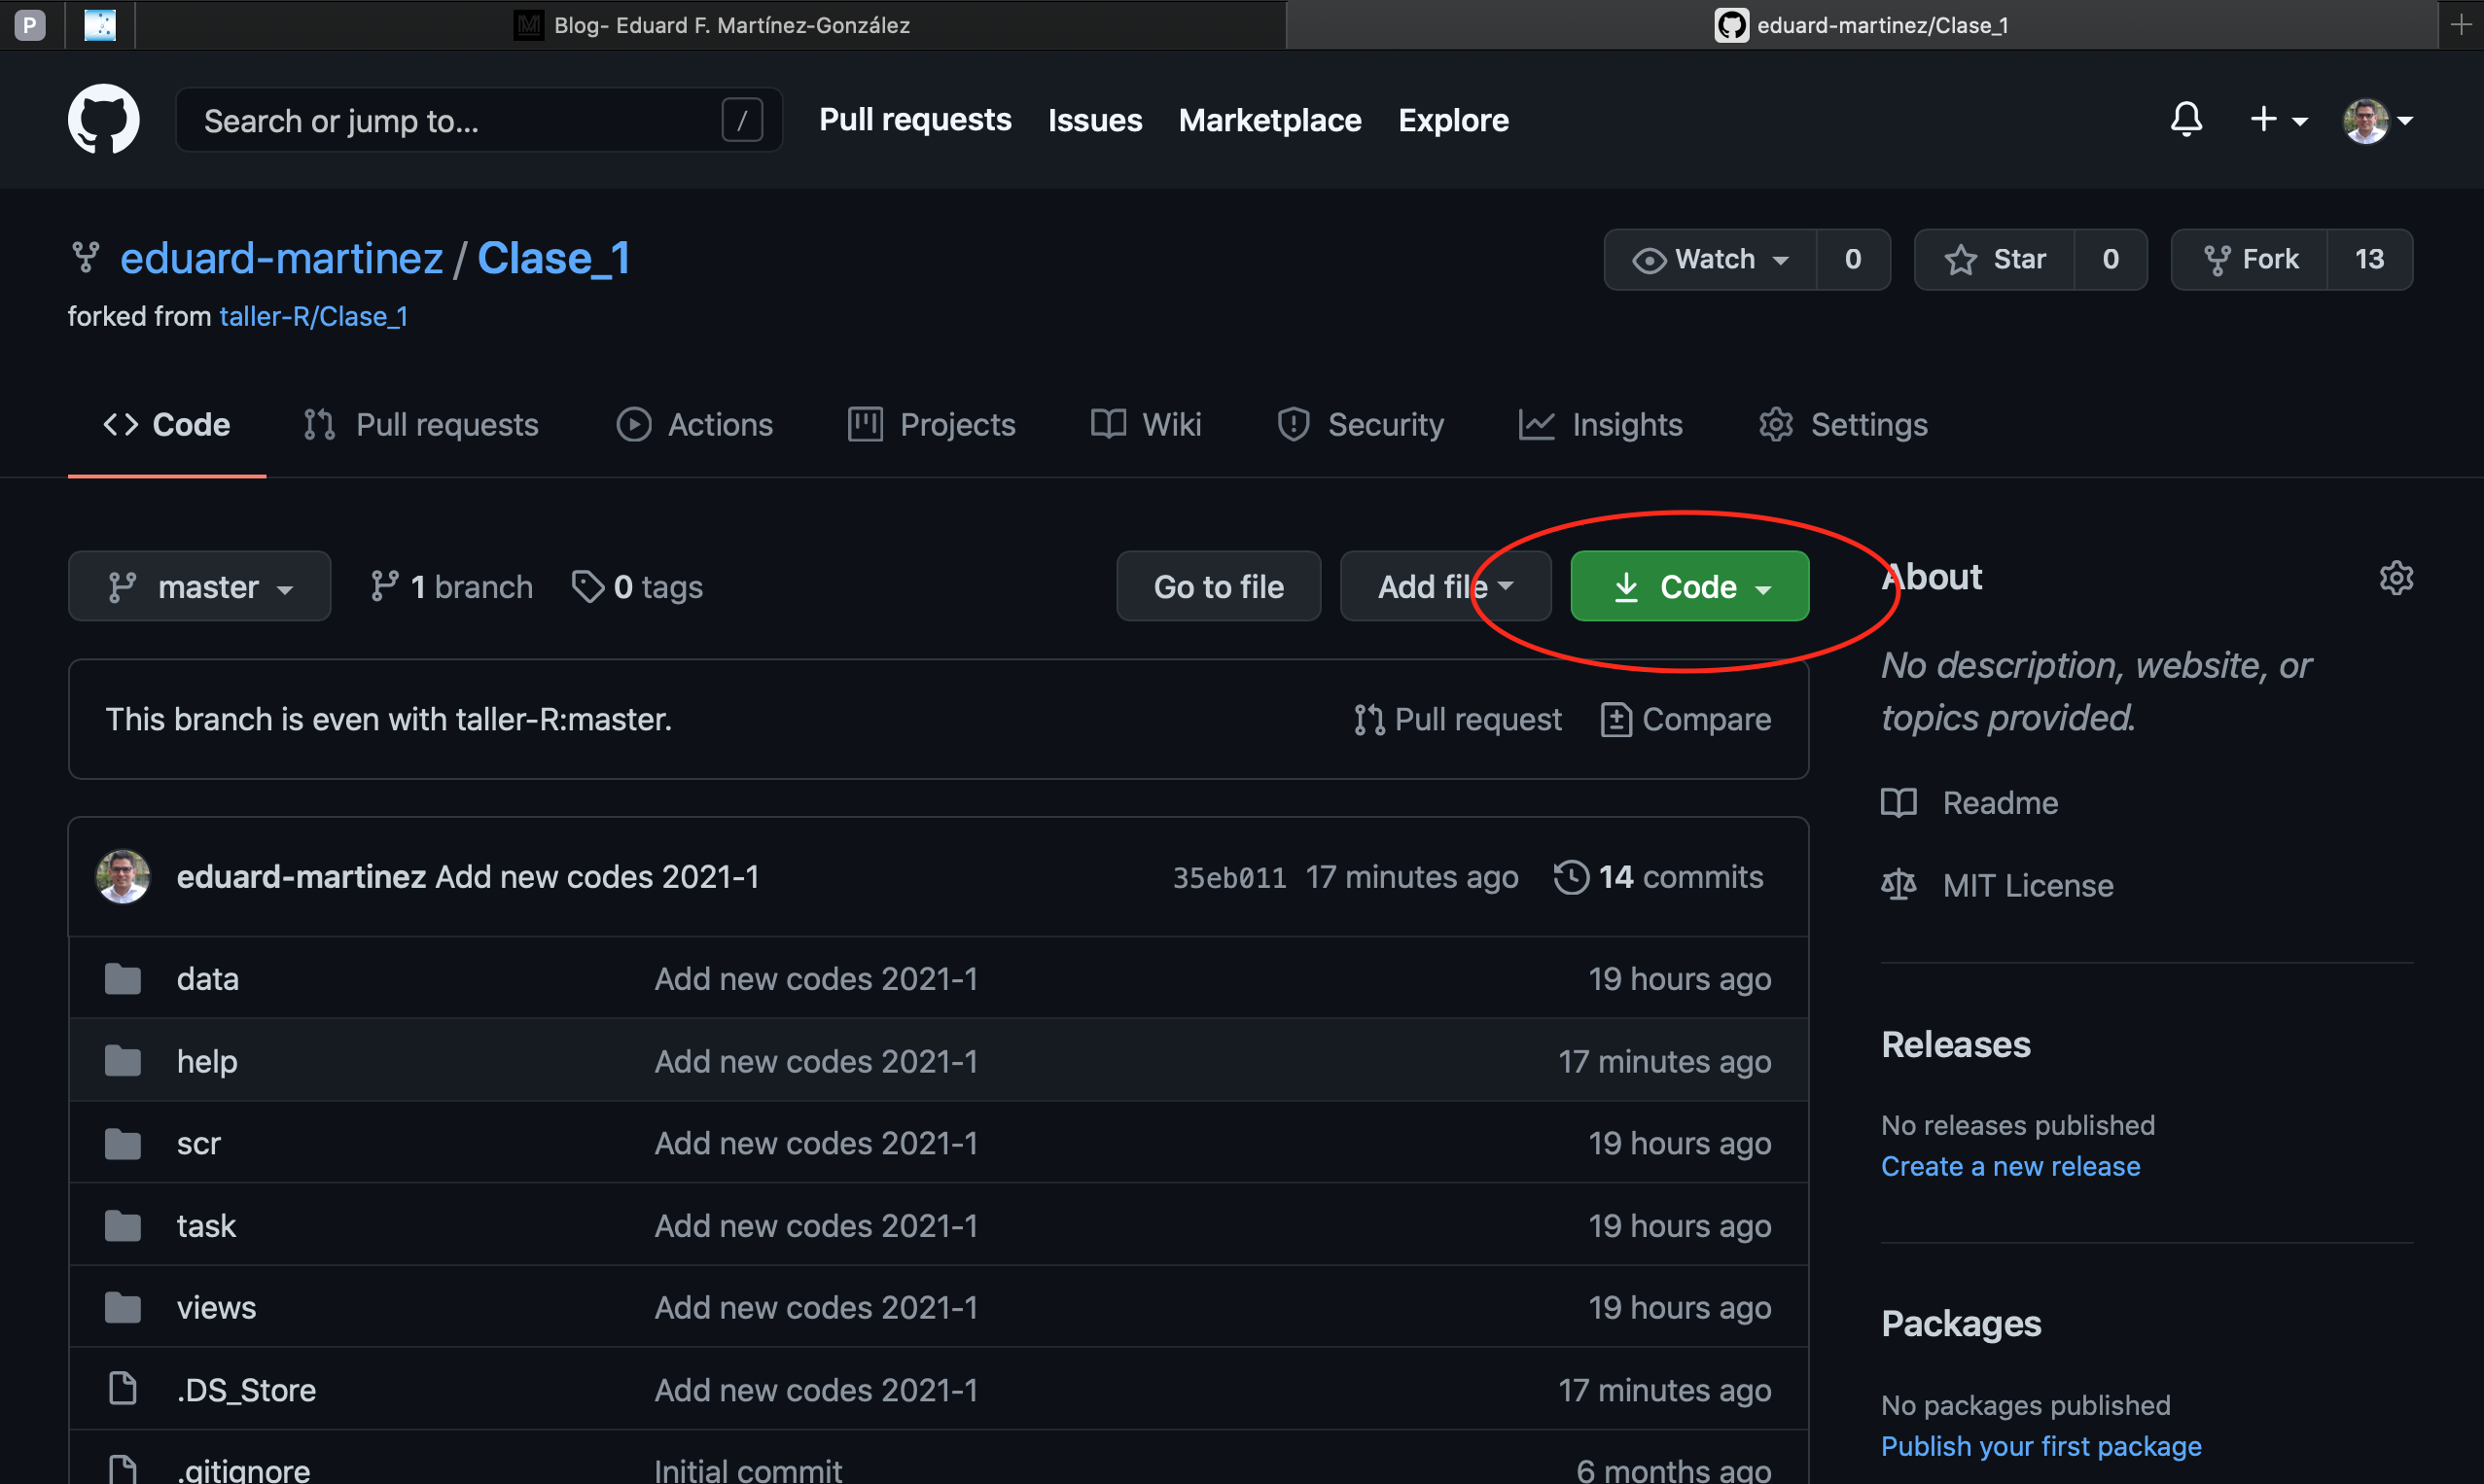 P
Blog- Eduard F. Martínez-González
eduard-martinez/Clase_1
Search or jump to...
/
Pull requests
Issues
Marketplace
Explore
eduard-martinez / Clase_1
Watch 0
Star 0
Fork 13
forked from taller-R/Clase_1
Code
Pull requests
Actions
Projects
Wiki
Security
Insights
Settings
master
1 branch
0 tags
Go to file
Add file
Code
This branch is even with taller-R:master.
Pull request
Compare
eduard-martinez Add new codes 2021-1 35eb011 17 minutes ago 14 commits
data Add new codes 2021-1 19 hours ago
help Add new codes 2021-1 17 minutes ago
scr Add new codes 2021-1 19 hours ago
task Add new codes 2021-1 19 hours ago
views Add new codes 2021-1 19 hours ago
.DS_Store Add new codes 2021-1 17 minutes ago
.gitignore Initial commit 6 months ago
About
No description, website, or
topics provided.
Readme
MIT License
Releases
No releases published
Create a new release
Packages
No packages published
Publish your first package